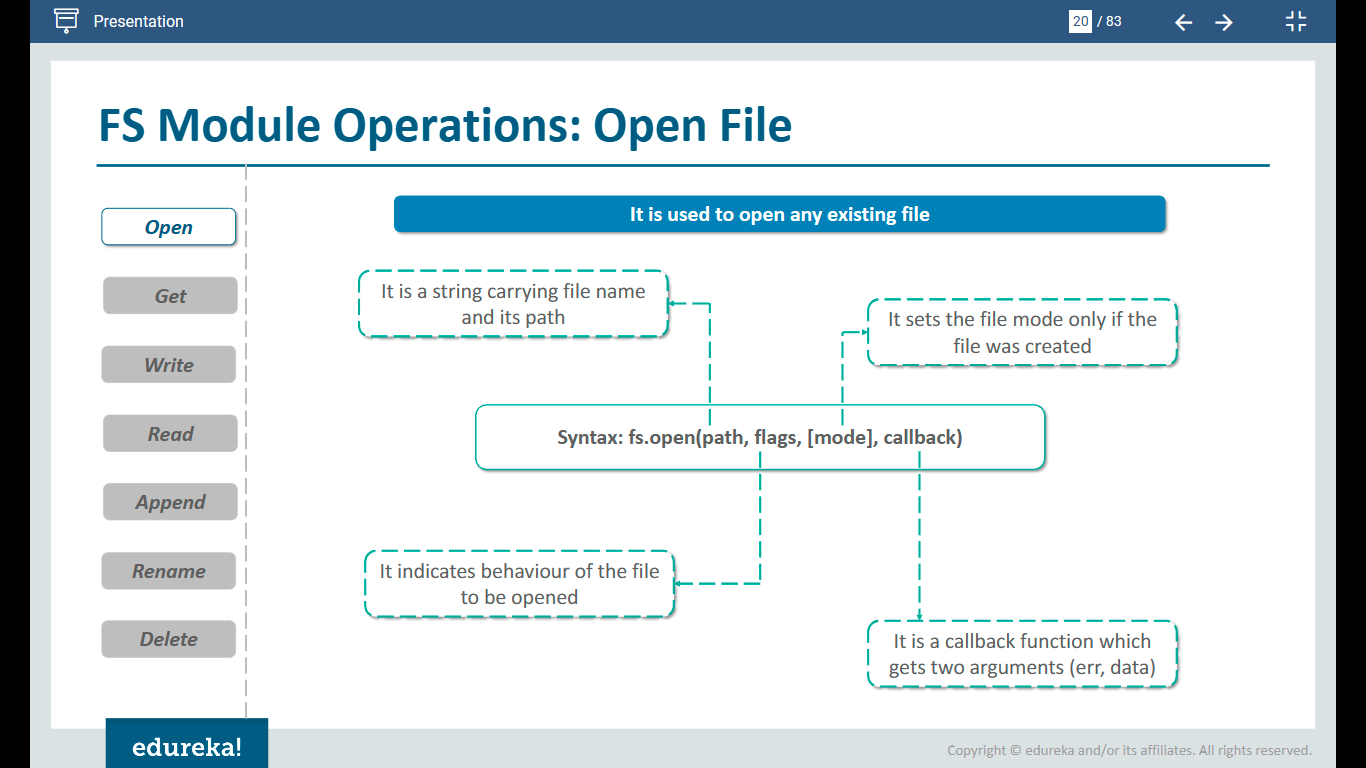 Presentation
20 / 83
FS Module Operations: Open File
Open
Get
Write
Read
Append
Rename
Delete
It is used to open any existing file
It is a string carrying file name
and its path
It sets the file mode only if the
file was created
Syntax: fs.open(path, flags, [mode], callback)
It indicates behaviour of the file
to be opened
It is a callback function which
gets two arguments (err, data)
edureka!
Copyright © edureka and/or its affiliates. All rights reserved.